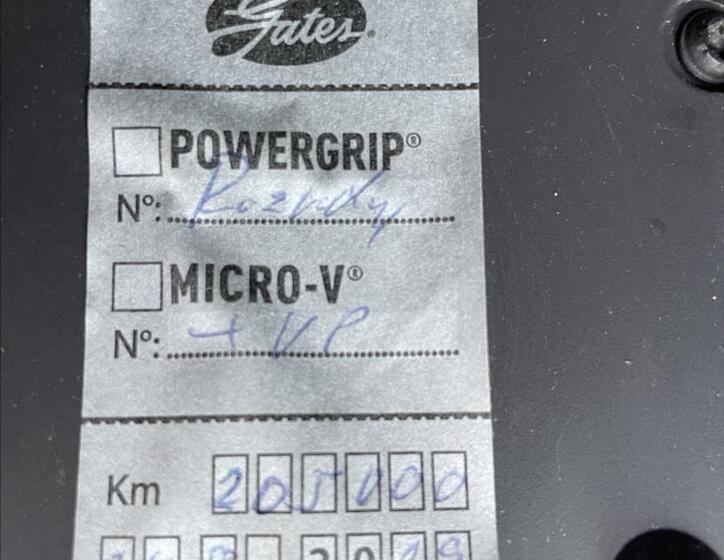 Gates®
POWERGRIP®
Nº: Rozvody
MICRO-V®
Nº: + VP
Km 205000
2019